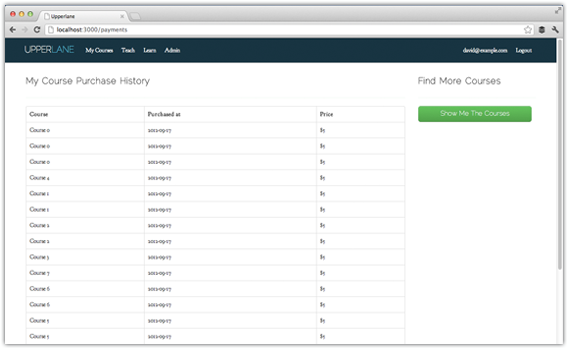 Upperlane
localhost:3000/payments
UPPERLANE My Courses Teach Learn Admin david@example.com Logout
My Course Purchase History
Find More Courses
Show Me The Courses
Course Purchased at Price
Course 0 2012-09-17 $5
Course 0 2012-09-17 $5
Course 0 2012-09-17 $5
Course 4 2012-09-17 $5
Course 1 2012-09-17 $5
Course 1 2012-09-17 $5
Course 2 2012-09-17 $5
Course 2 2012-09-17 $5
Course 3 2012-09-17 $5
Course 7 2012-09-17 $5
Course 6 2012-09-17 $5
Course 6 2012-09-17 $5
Course 5 2012-09-17 $5
Course 5 2012-09-17 $5